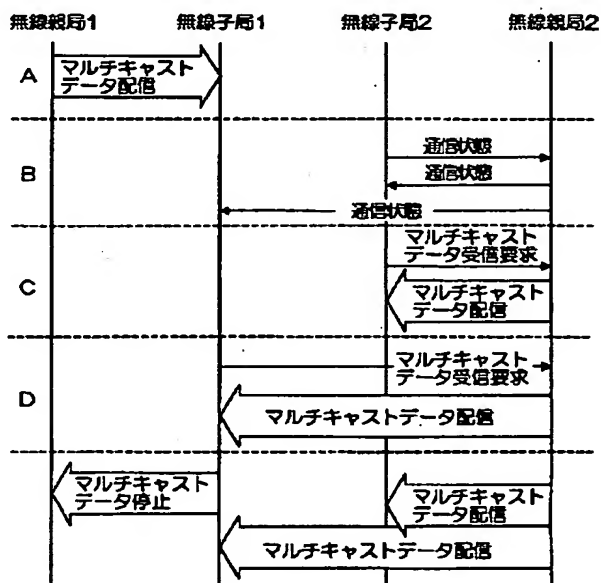 無線親局1 無線子局1 無線子局2 無線親局2
A
マルチキャスト
データ配信
B
通信状態
通信状態
通信状態
C
マルチキャスト
データ受信要求
マルチキャスト
データ配信
D
マルチキャスト
データ受信要求
マルチキャストデータ配信
マルチキャスト
データ停止
マルチキャスト
データ配信
マルチキャストデータ配信